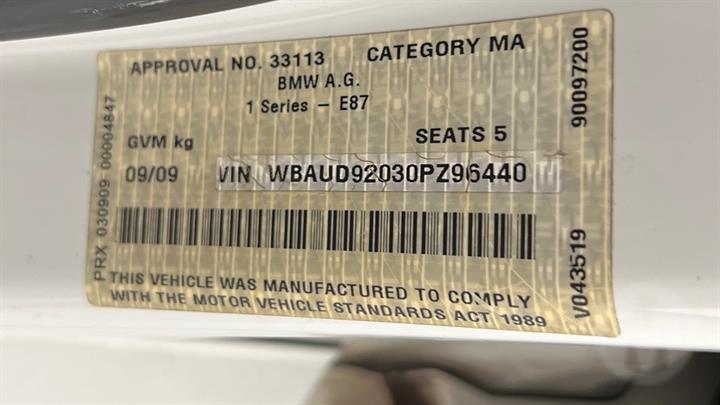 APPROVAL NO. 33113 CATEGORY MA
BMW A.G.
1 Series - E87
GVM kg SEATS 5
09/09 VIN WBAUD92030PZ96440
THIS VEHICLE WAS MANUFACTURED TO COMPLY
WITH THE MOTOR VEHICLE STANDARDS ACT 1989
PRX 030909 00004847
90097200
V043519